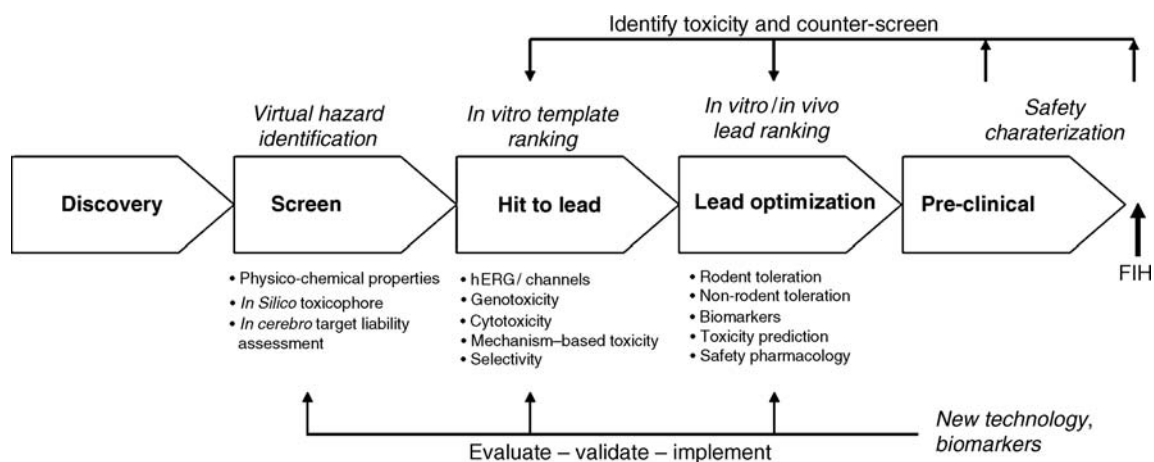 Identify toxicity and counter-screen
Virtual hazard
identification
In vitro template
ranking
In vitro/in vivo
lead ranking
Safety
charaterization
Discovery
Screen
Hit to lead
Lead optimization
Pre-clinical
FIH
• Physico-chemical properties
• In Silico toxicophore
• In cerebro target liability
assessment
• hERG/ channels
• Genotoxicity
• Cytotoxicity
• Mechanism–based toxicity
• Selectivity
• Rodent toleration
• Non-rodent toleration
• Biomarkers
• Toxicity prediction
• Safety pharmacology
New technology,
biomarkers
Evaluate – validate – implement